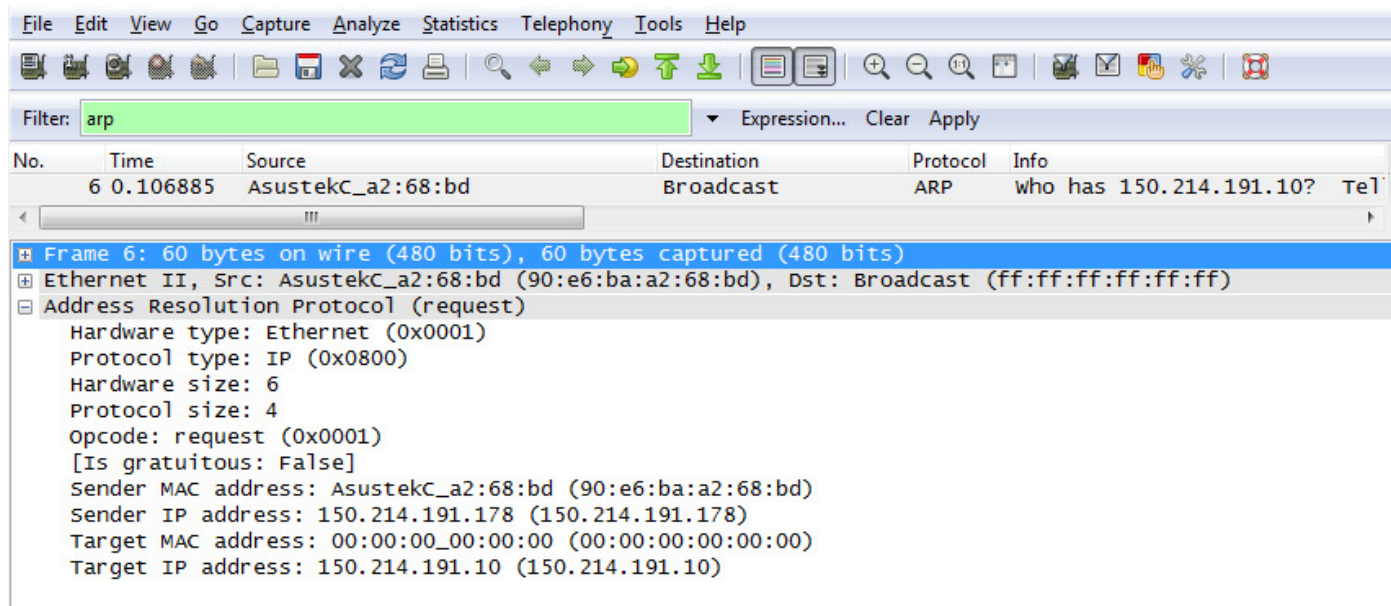 File Edit View Go Capture Analyze Statistics Telephony Tools Help
Filter: arp Expression... Clear Apply
No. Time Source Destination Protocol Info
6 0.106885 AsustekC_a2:68:bd Broadcast ARP who has 150.214.191.10? Tel
Frame 6: 60 bytes on wire (480 bits), 60 bytes captured (480 bits)
Ethernet II, Src: AsustekC_a2:68:bd (90:e6:ba:a2:68:bd), Dst: Broadcast (ff:ff:ff:ff:ff:ff)
Address Resolution Protocol (request)
Hardware type: Ethernet (0x0001)
Protocol type: IP (0x0800)
Hardware size: 6
Protocol size: 4
Opcode: request (0x0001)
[Is gratuitous: False]
Sender MAC address: AsustekC_a2:68:bd (90:e6:ba:a2:68:bd)
Sender IP address: 150.214.191.178 (150.214.191.178)
Target MAC address: 00:00:00_00:00:00 (00:00:00:00:00:00)
Target IP address: 150.214.191.10 (150.214.191.10)